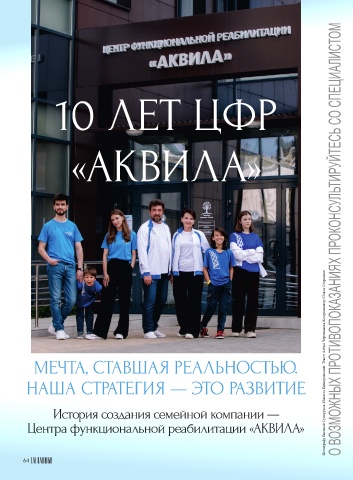 ЦЕНТР ФУНКЦИОНАЛЬНОЙ РЕАБИЛИТАЦИИ
«АКВИЛА»
10 ЛЕТ ЦФР
«АКВИЛА»
МЕЧТА, СТАВШАЯ РЕАЛЬНОСТЬЮ.
НАША СТРАТЕГИЯ — ЭТО РАЗВИТИЕ
История создания семейной компании —
Центра функциональной реабилитации «АКВИЛА»
64
О ВОЗМОЖНЫХ ПРОТИВОПОКАЗАНИЯХ ПРОКОНСУЛЬТИРУЙТЕСЬ СО СПЕЦИАЛИСТОМ